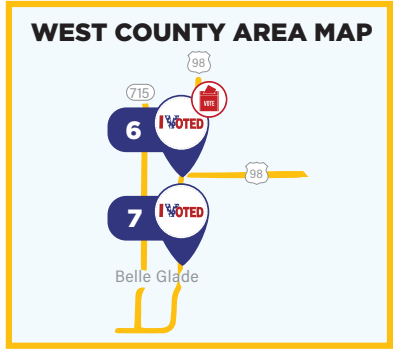 WEST COUNTY AREA MAP
98
715
VOTE
6
I VOTED
98
7
I VOTED
Belle Glade